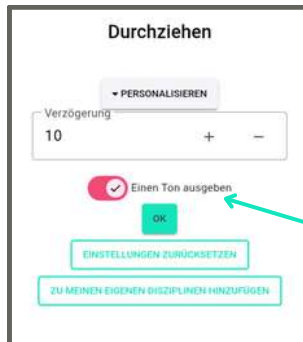 Durchziehen
PERSONALISIEREN
Verzögerung
10 + −
Einen Ton ausgeben
OK
EINSTELLUNGEN ZURÜCKSETZEN
ZU MEINEN EIGENEN DISZIPLINEN HINZUFÜGEN